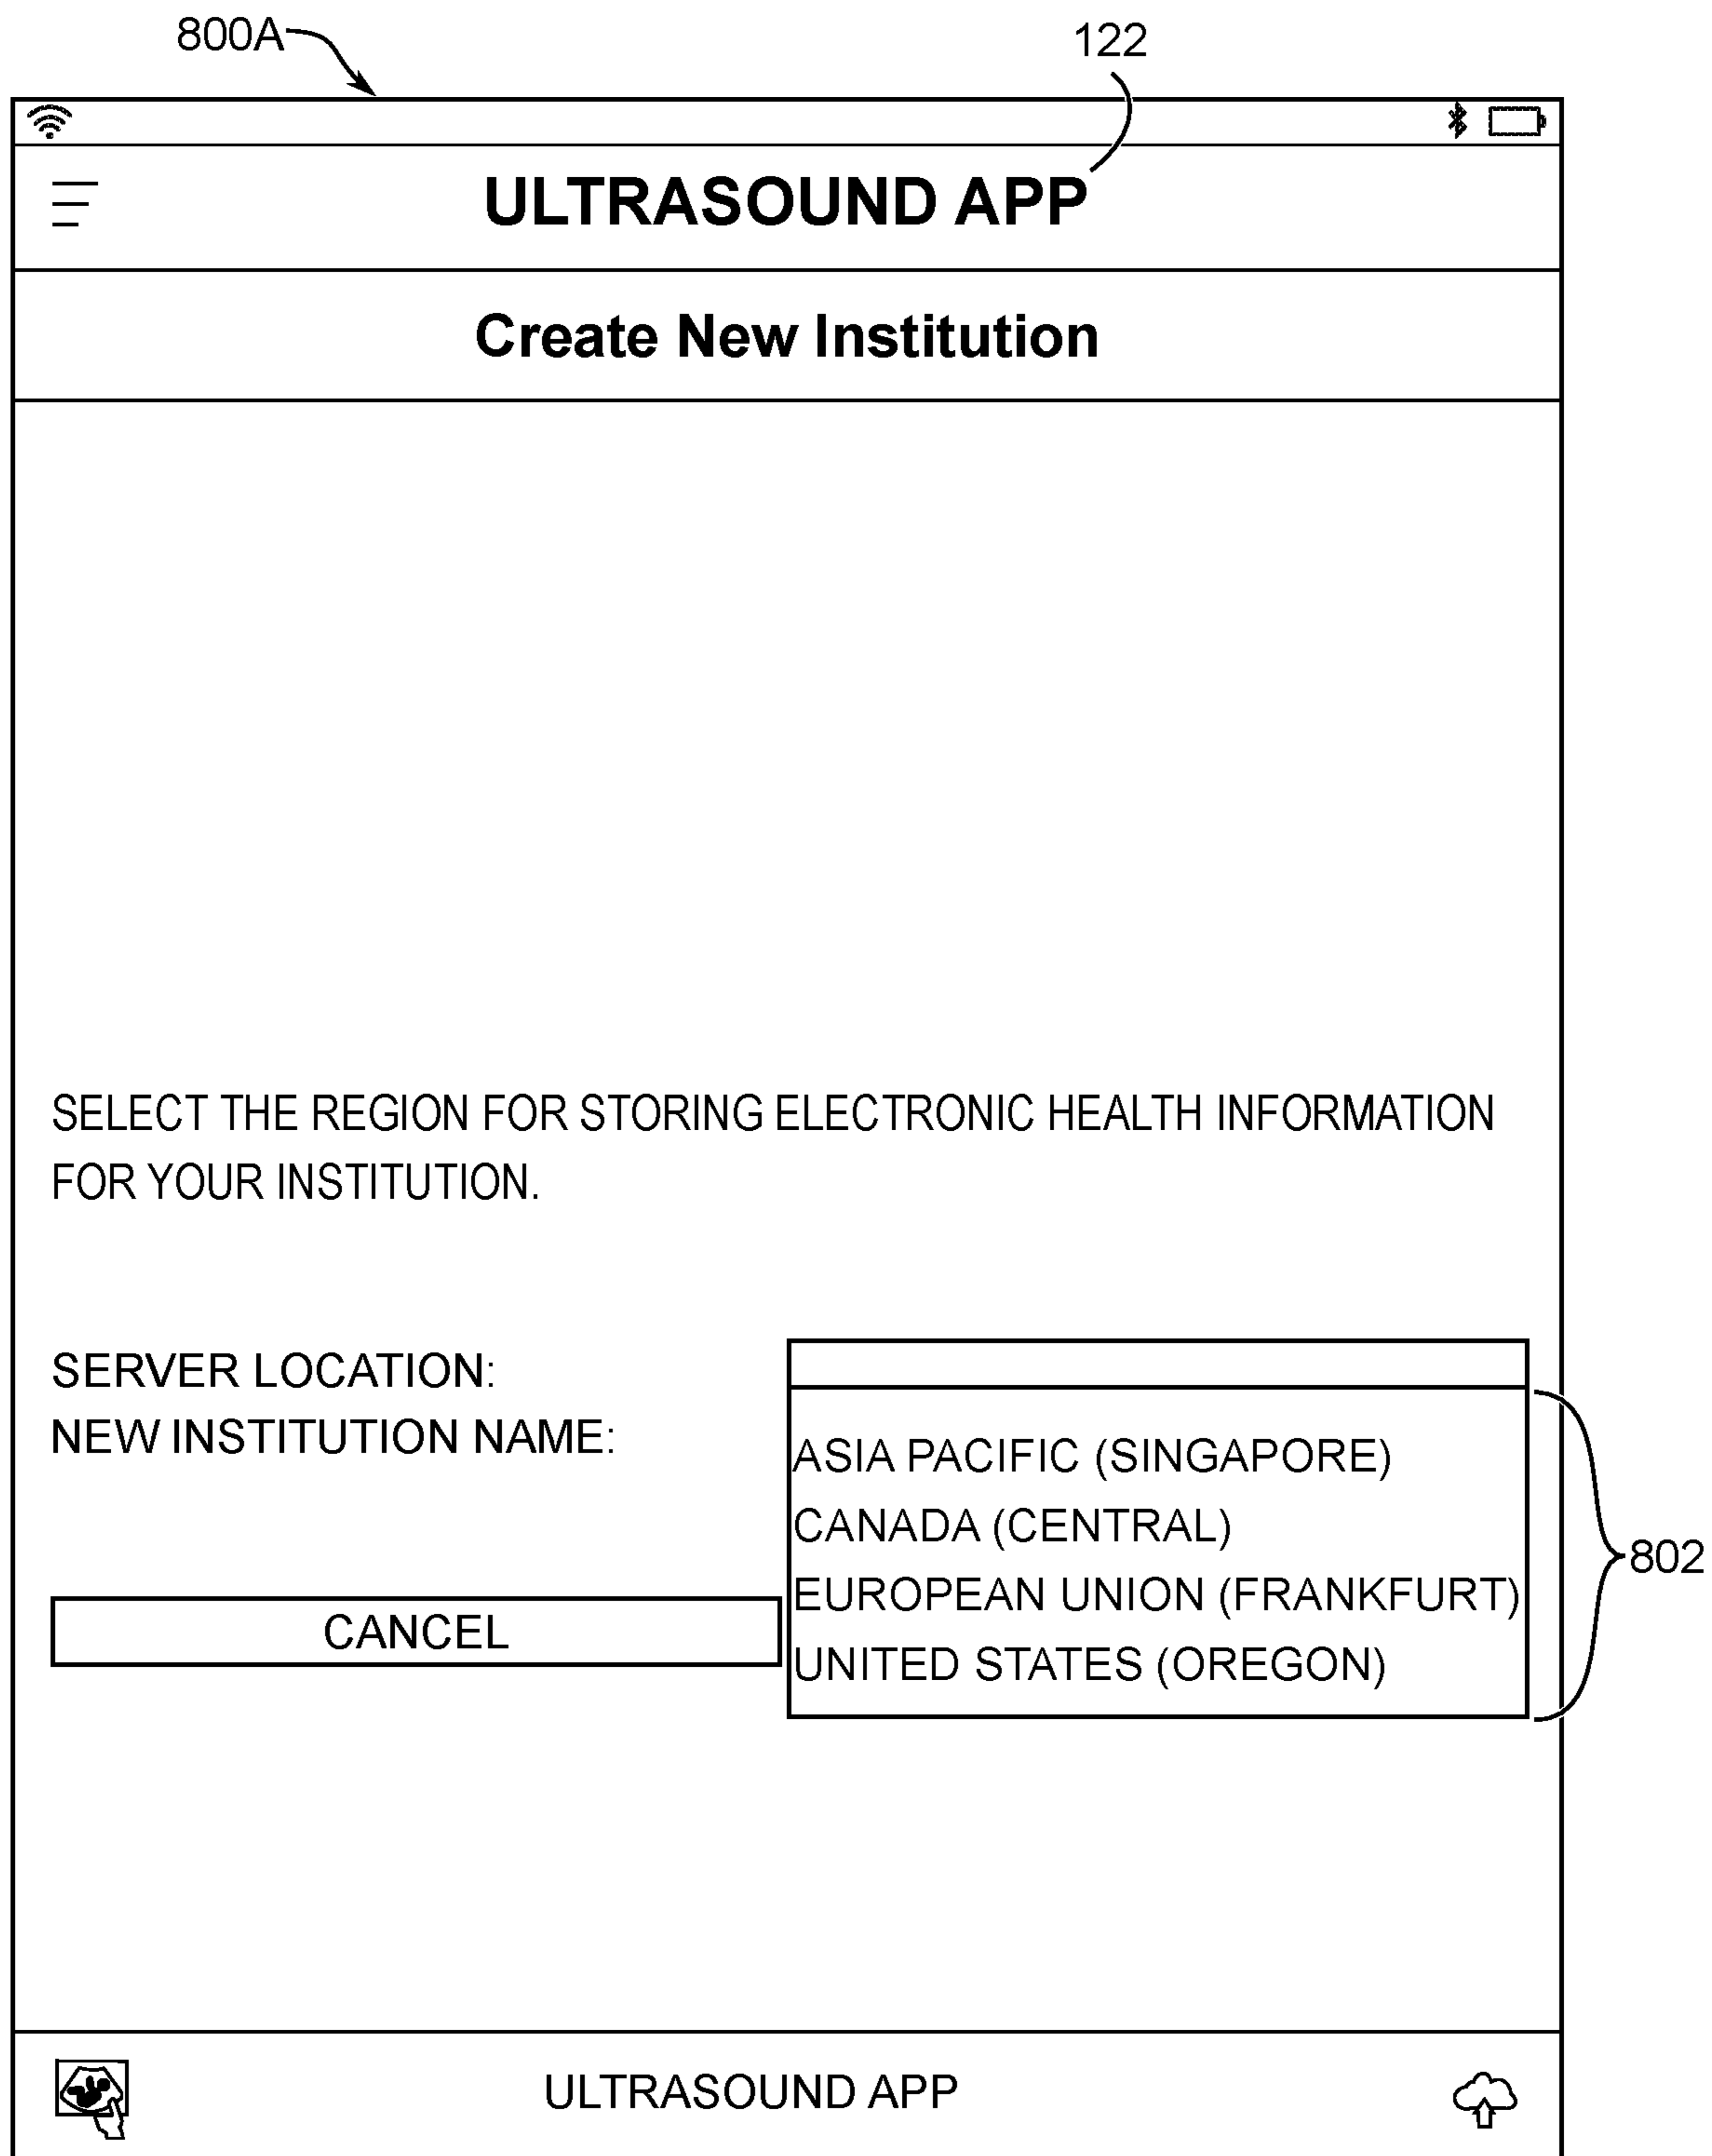 800A
122
ULTRASOUND APP
Create New Institution
SELECT THE REGION FOR STORING ELECTRONIC HEALTH INFORMATION
FOR YOUR INSTITUTION.
SERVER LOCATION:
NEW INSTITUTION NAME:
ASIA PACIFIC (SINGAPORE)
CANADA (CENTRAL)
EUROPEAN UNION (FRANKFURT)
UNITED STATES (OREGON)
802
CANCEL
ULTRASOUND APP